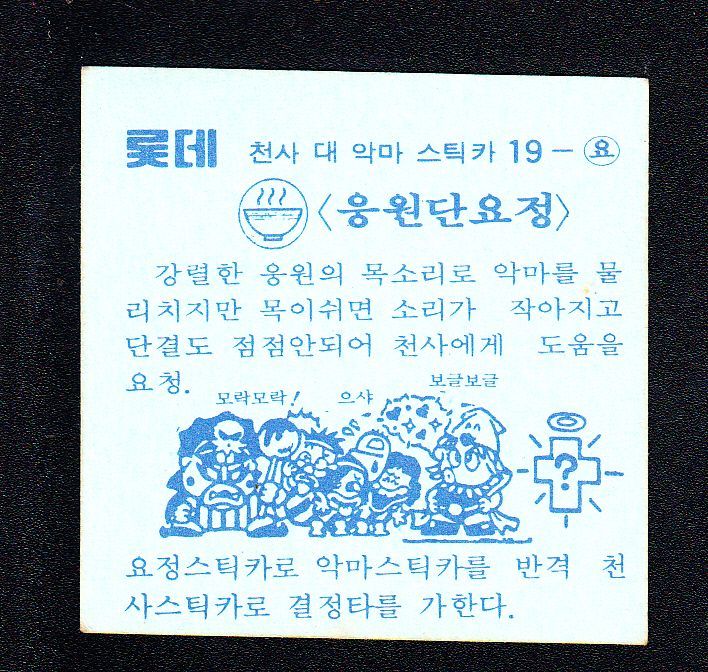 롯데 천사 대 악마 스틱카 19-요
〈응원단요정〉
강렬한 응원의 목소리로 악마를 물
리치지만 목이쉬면 소리가 작아지고
단결도 점점안되어 천사에게 도움을
요청.
모락모락! 으샤 보글보글
?
요정스틱카로 악마스틱카를 반격 천
사스틱카로 결정타를 가한다.